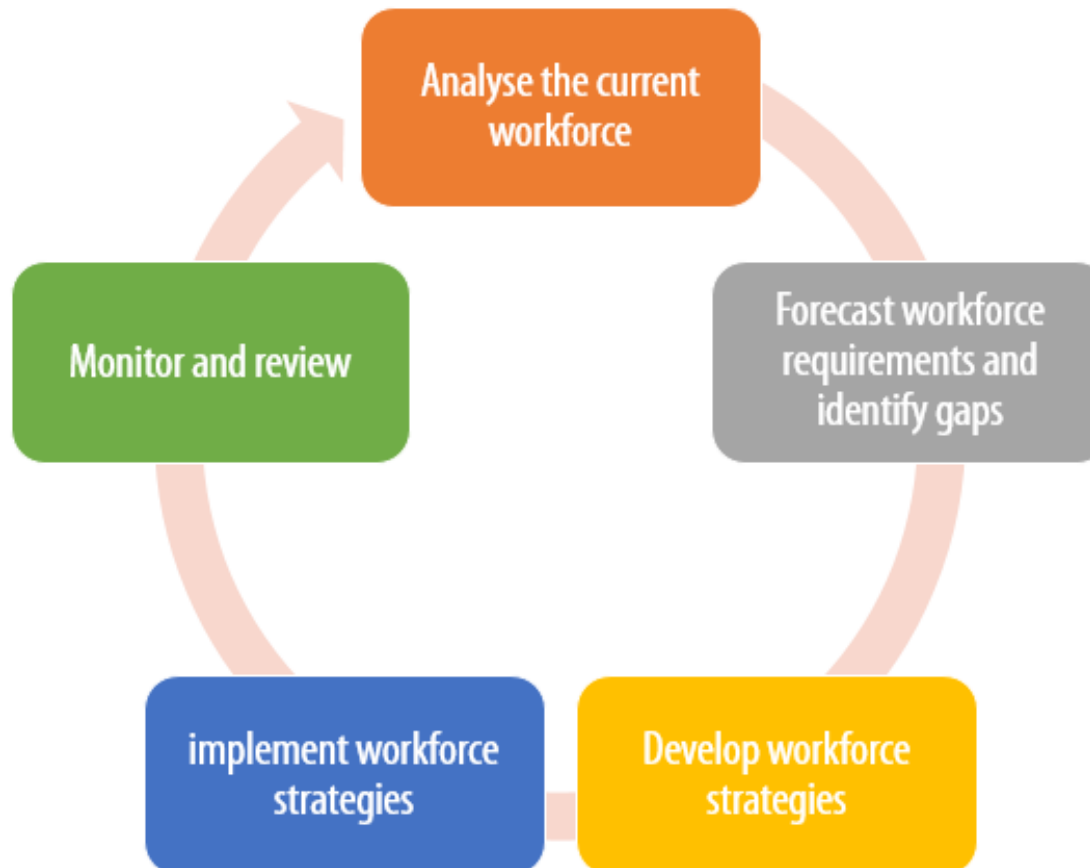 Analyse the current
workforce
Forecast workforce
requirements and
identify gaps
Develop workforce
strategies
implement workforce
strategies
Monitor and review